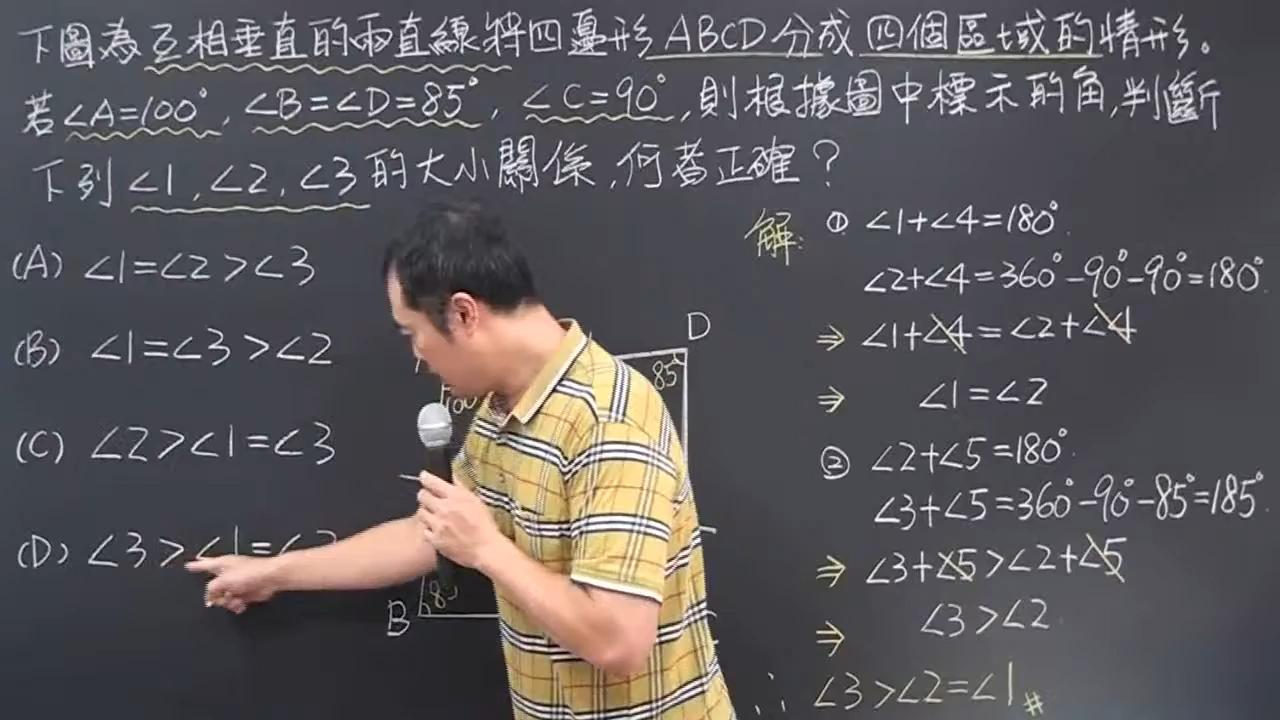 下圖為互相垂直的兩直線將四邊形ABCD分成四個區域的情形。
若∠A=100°,∠B=∠D=85°,∠C=90°,則根據圖中標示的角,判斷
下列∠1,∠2,∠3的大小關係,何者正確?
(A) ∠1=∠2>∠3
(B) ∠1=∠3>∠2
(C) ∠2>∠1=∠3
(D) ∠3>∠1=∠2
D
85°
100
B
85
解:
① ∠1+∠4=180°
∠2+∠4=360°-90°-90°=180°
⇒ ∠1+∠4=∠2+∠4
⇒ ∠1=∠2
② ∠2+∠5=180°
∠3+∠5=360°-90°-85°=185°
⇒ ∠3+∠5>∠2+∠5
⇒ ∠3>∠2
∴ ∠3>∠2=∠1#